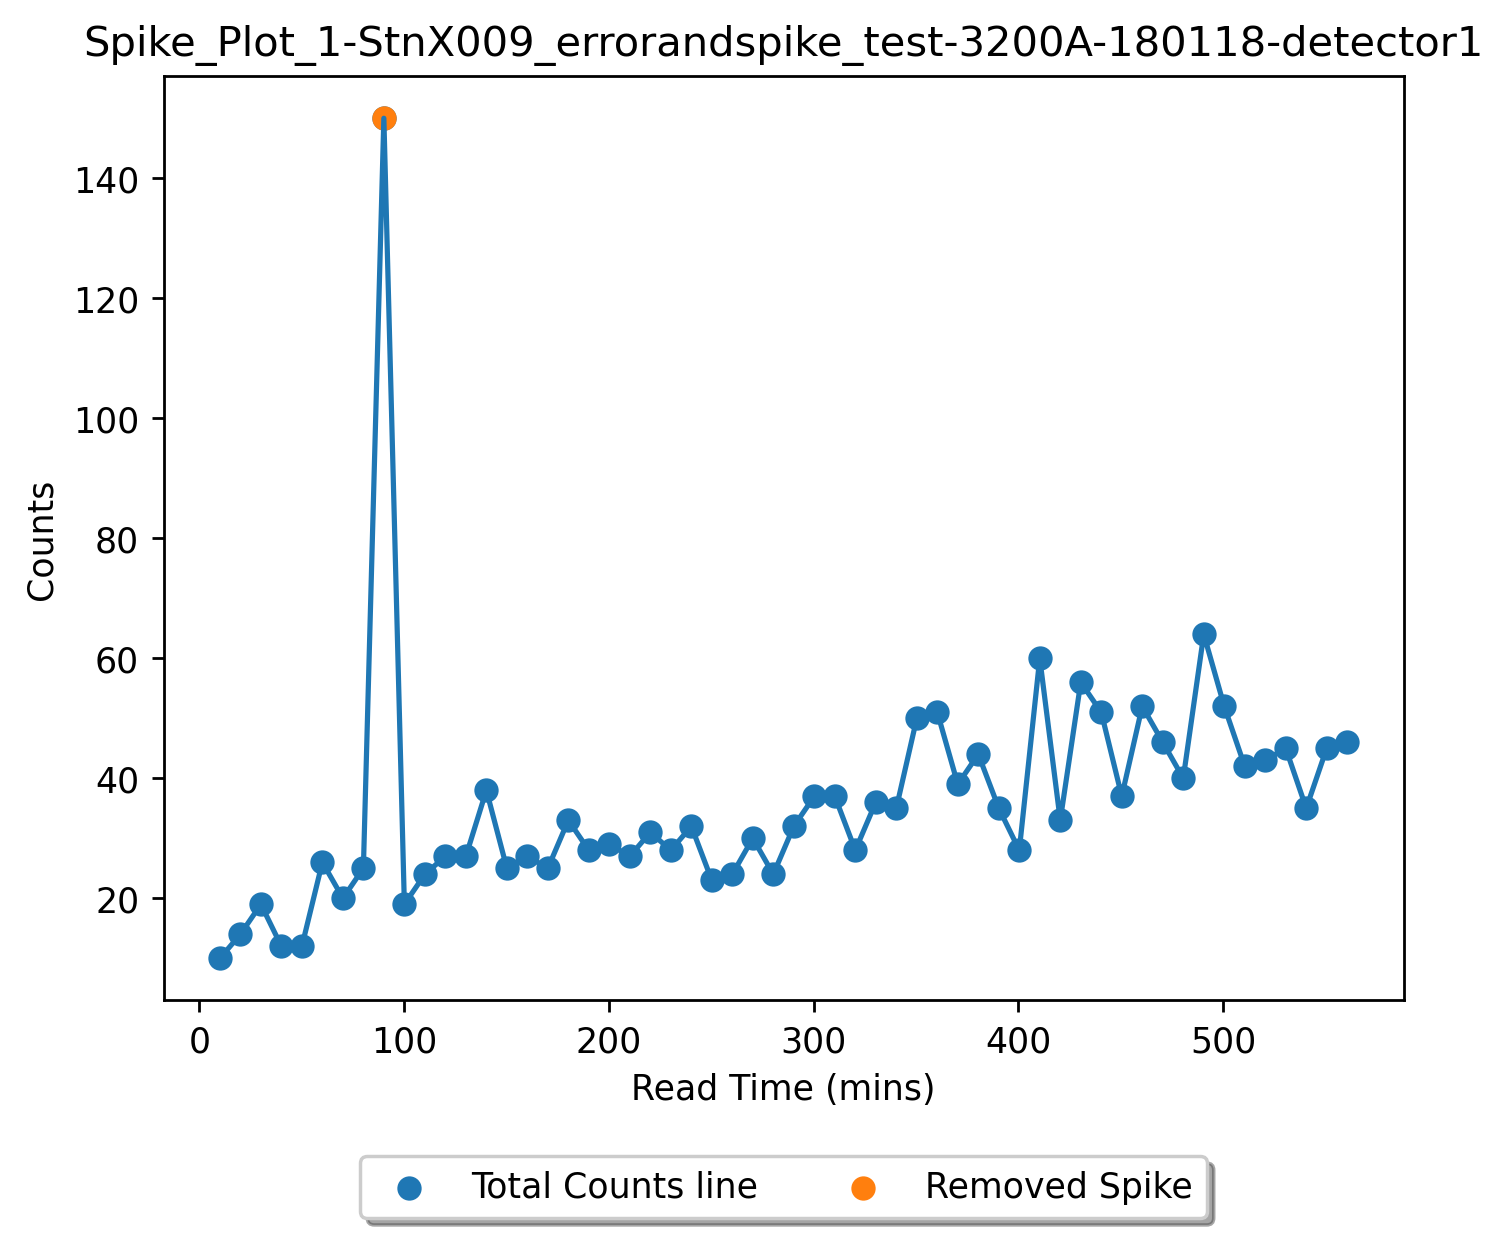 Spike_Plot_1-StnX009_errorandspike_test-3200A-180118-detector1
140
120
100
80
60
40
20
Counts
0 100 200 300 400 500
Read Time (mins)
Total Counts line Removed Spike